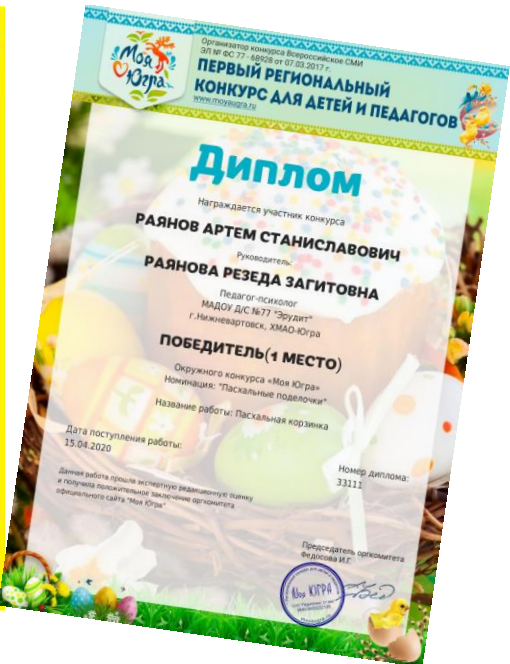 Моя
Югра
Организатор конкурса Всероссийское СМИ
ЭЛ № ФС 77 - 68928 от 07.03.2017 г.
ПЕРВЫЙ РЕГИОНАЛЬНЫЙ
КОНКУРС ДЛЯ ДЕТЕЙ И ПЕДАГОГОВ
www.moyaugra.ru
Диплом
Награждается участник конкурса
РАЯНОВ АРТЕМ СТАНИСЛАВОВИЧ
Руководитель:
РАЯНОВА РЕЗЕДА ЗАГИТОВНА
Педагог-психолог
МАДОУ Д/С №77 "Эрудит"
г.Нижневартовск, ХМАО-Югра
ПОБЕДИТЕЛЬ(1 МЕСТО)
Окружного конкурса «Моя Югра»
Номинация: "Пасхальные поделочки"
Название работы: Пасхальная корзинка
Дата поступления работы:
15.04.2020
Номер диплома:
33111
Данная работа прошла экспертную редакционную оценку
и получила положительное заключение оргкомитета
официального сайта "Моя Югра"
Председатель оргкомитета
Федосова И.Г.
Моя ЮГРА